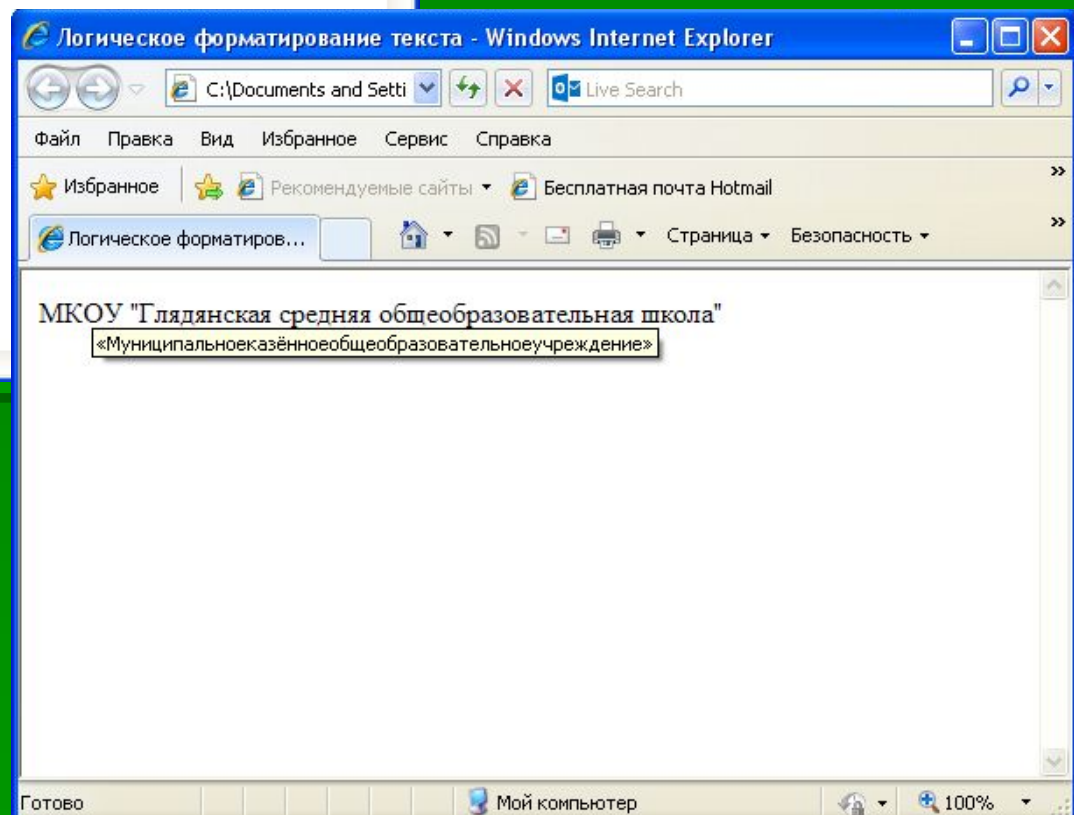 Логическое форматирование текста - Windows Internet Explorer
C:\Documents and Setti
Live Search
Файл Правка Вид Избранное Сервис Справка
Избранное Рекомендуемые сайты Бесплатная почта Hotmail »
Логическое форматиров... Страница Безопасность »
МКОУ "Глядянская средняя общеобразовательная школа"
«Муниципальноеказённоеобщеобразовательноеучреждение»
Готово Мой компьютер 100%